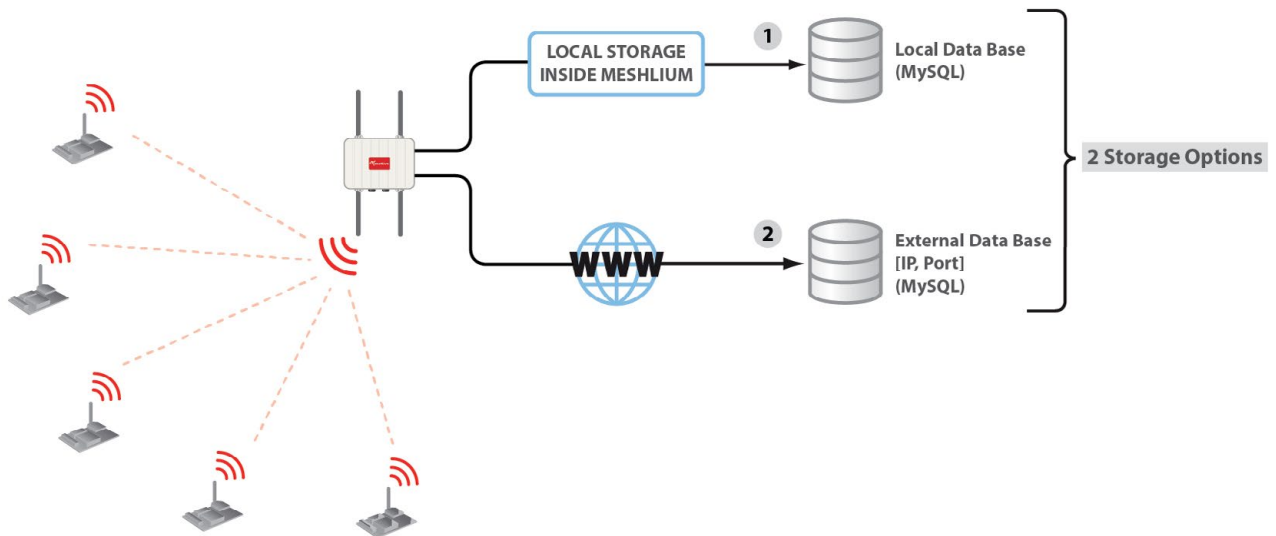 LOCAL STORAGE
INSIDE MESHLIUM
1
Local Data Base
(MySQL)
2 Storage Options
WWW
2
External Data Base
[IP, Port]
(MySQL)